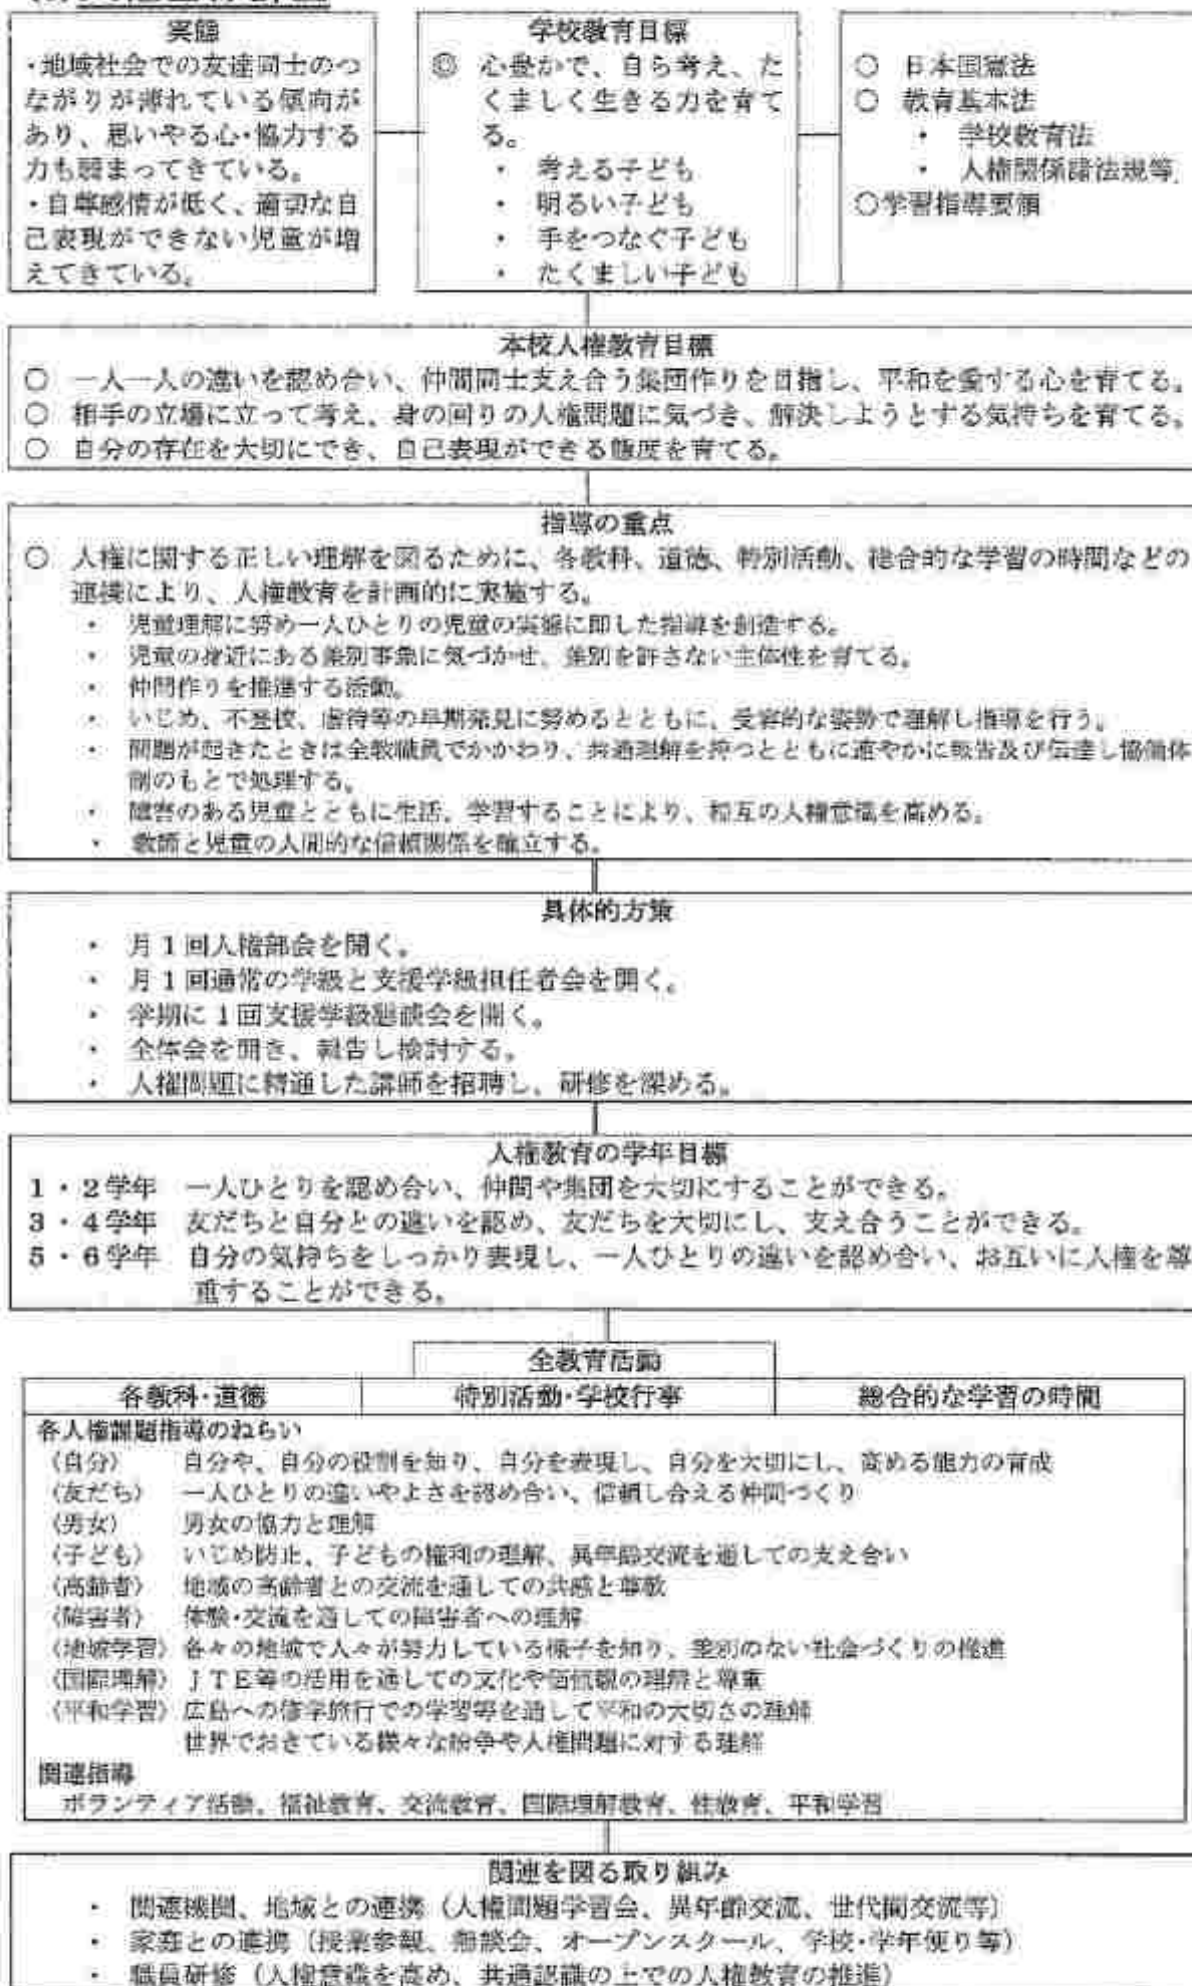 実態
・地域社会での友達同士のつ
ながりが薄れている傾向が
あり、思いやる心・協力する
力も弱まってきている。
・自尊感情が低く、適切な自
己表現ができない児童が増
えてきている。
学校教育目標
◎ 心豊かで、自ら考え、た
くましく生きる力を育て
る。
・ 考える子ども
・ 明るい子ども
・ 手をつなぐ子ども
・ たくましい子ども
○ 日本国憲法
○ 教育基本法
・ 学校教育法
・ 人権関係諸法規等
○学習指導要領
本校人権教育目標
○ 一人一人の違いを認め合い、仲間同士支え合う集団作りを目指し、平和を愛する心を育てる。
○ 相手の立場に立って考え、身の回りの人権問題に気づき、解決しようとする気持ちを育てる。
○ 自分の存在を大切にでき、自己表現ができる態度を育てる。
指導の重点
○ 人権に関する正しい理解を図るために、各教科、道徳、特別活動、総合的な学習の時間などの
連携により、人権教育を計画的に実施する。
・ 児童理解に努め一人ひとりの児童の実態に即した指導を創造する。
・ 児童の身近にある差別事象に気づかせ、差別を許さない主体性を育てる。
・ 仲間作りを推進する活動。
・ いじめ、不登校、虐待等の早期発見に努めるとともに、受容的な姿勢で理解し指導を行う。
・ 問題が起きたときは全教職員でかかわり、共通理解を持つとともに速やかに報告及び伝達し協働体
制のもとで処理する。
・ 障害のある児童とともに生活、学習することにより、相互の人権意識を高める。
・ 教師と児童の人間的な信頼関係を確立する。
具体的方策
・ 月1回人権部会を開く。
・ 月1回通常の学級と支援学級担任者会を開く。
・ 学期に1回支援学級懇談会を開く。
・ 全体会を開き、報告し検討する。
・ 人権問題に精通した講師を招聘し、研修を深める。
人権教育の学年目標
1・2学年 一人ひとりを認め合い、仲間や集団を大切にすることができる。
3・4学年 友だちと自分との違いを認め、友だちを大切にし、支え合うことができる。
5・6学年 自分の気持ちをしっかり表現し、一人ひとりの違いを認め合い、お互いに人権を尊
重することができる。
全教育活動
各教科・道徳 特別活動・学校行事 総合的な学習の時間
各人権課題指導のねらい
〈自分〉 自分や、自分の役割を知り、自分を表現し、自分を大切にし、高める能力の育成
〈友だち〉 一人ひとりの違いやよさを認め合い、信頼し合える仲間づくり
〈男女〉 男女の協力と理解
〈子ども〉 いじめ防止、子どもの権利の理解、異年齢交流を通しての支え合い
〈高齢者〉 地域の高齢者との交流を通しての共感と尊敬
〈障害者〉 体験・交流を通しての障害者への理解
〈地域学習〉 各々の地域で人々が努力している様子を知り、差別のない社会づくりの推進
〈国際理解〉 JTE等の活用を通しての文化や価値観の理解と尊重
〈平和学習〉 広島への修学旅行での学習等を通して平和の大切さの理解
世界でおきている様々な紛争や人権問題に対する理解
関連指導
ボランティア活動、福祉教育、交流教育、国際理解教育、性教育、平和学習
関連を図る取り組み
・ 関連機関、地域との連携（人権問題学習会、異年齢交流、世代間交流等）
・ 家庭との連携（授業参観、懇談会、オープンスクール、学校・学年便り等）
・ 職員研修（人権意識を高め、共通認識の上での人権教育の推進）